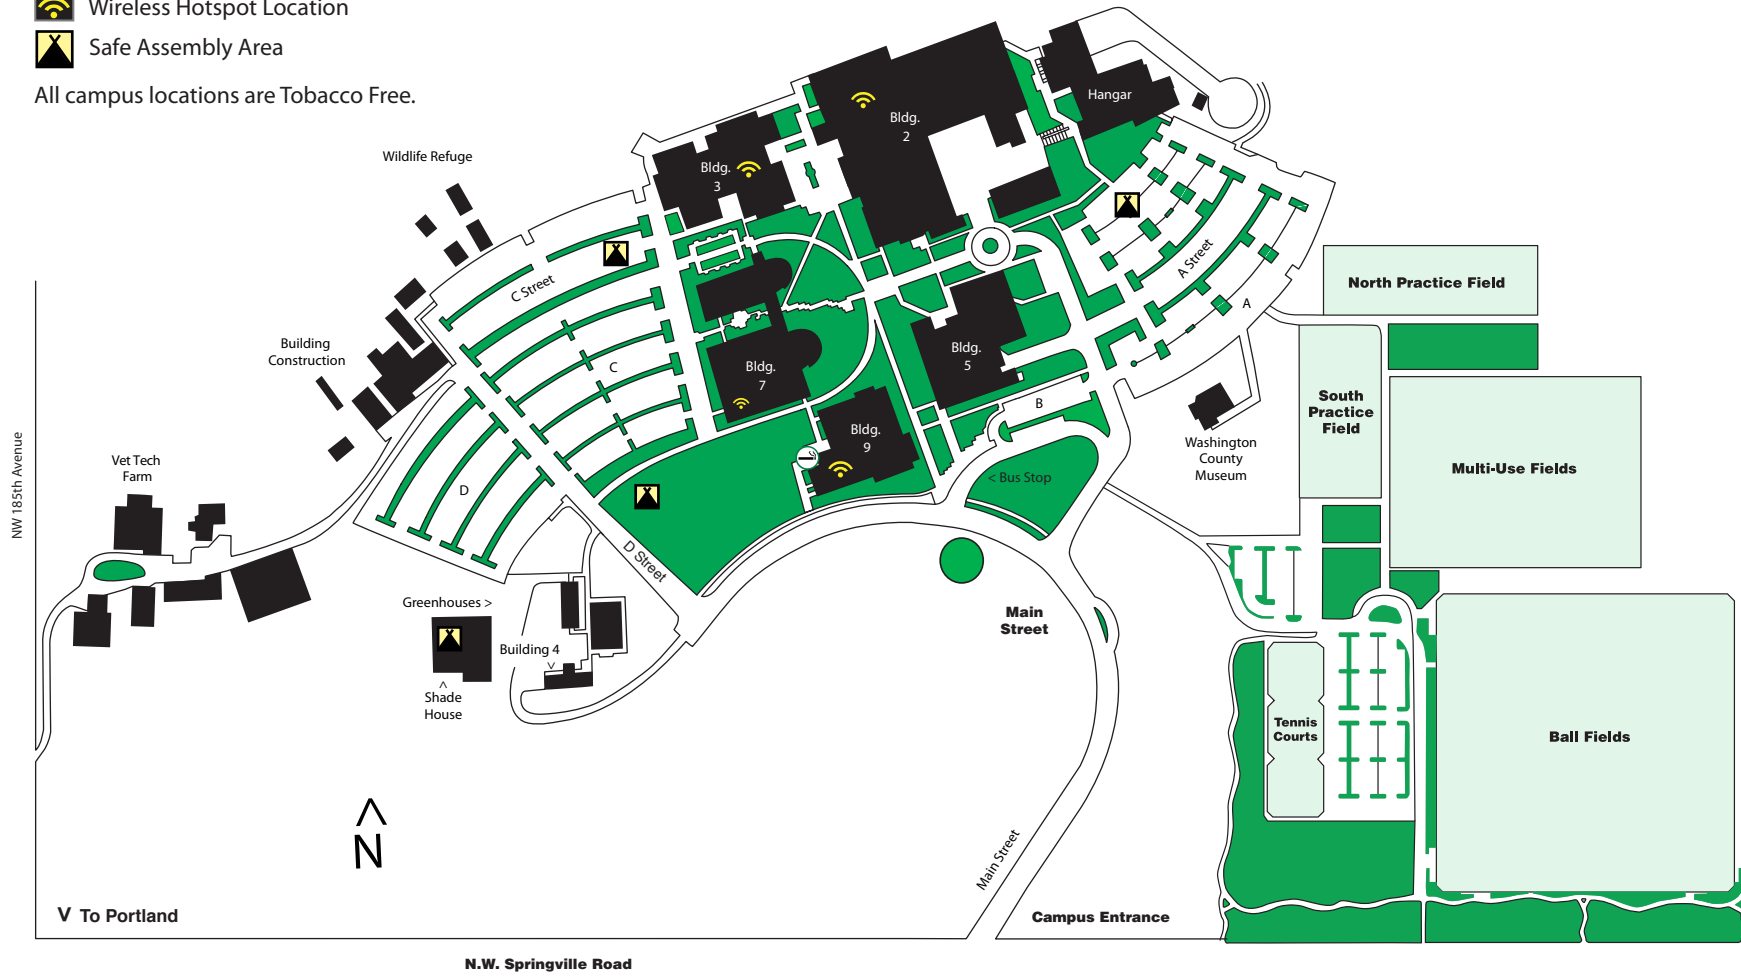 Wireless Hotspot Location
Safe Assembly Area
All campus locations are Tobacco Free.
Wildlife Refuge
Bldg.
3
Bldg.
2
Hangar
C Street
A Street
A
North Practice Field
Building
Construction
C
Bldg.
7
Bldg.
5
B
South
Practice
Field
Washington
County
Museum
Multi-Use Fields
Bldg.
9
< Bus Stop
NW 185th Avenue
Vet Tech
Farm
D
D Street
Greenhouses >
Building 4
^
^
Shade
House
Main
Street
Tennis
Courts
Ball Fields
N
Main Street
V To Portland
Campus Entrance
N.W. Springville Road